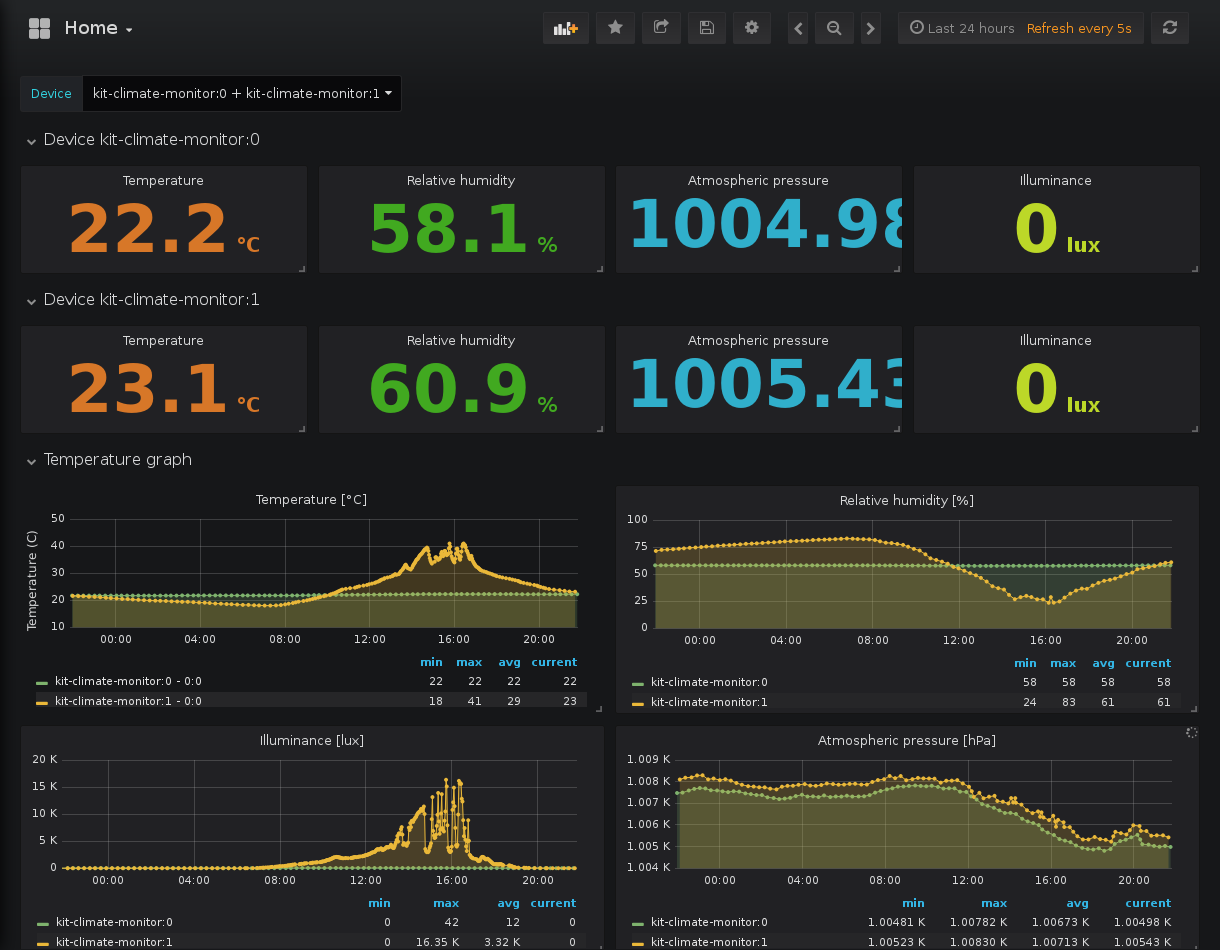 Home
Last 24 hours Refresh every 5s
Device kit-climate-monitor:0 + kit-climate-monitor:1
Device kit-climate-monitor:0
Temperature
22.2 °C
Relative humidity
58.1 %
Atmospheric pressure
1004.98
Illuminance
0 lux
Device kit-climate-monitor:1
Temperature
23.1 °C
Relative humidity
60.9 %
Atmospheric pressure
1005.43
Illuminance
0 lux
Temperature graph
Temperature [°C]
Temperature (C)
50
40
30
20
10
00:00 04:00 08:00 12:00 16:00 20:00
min max avg current
kit-climate-monitor:0 - 0:0 22 22 22 22
kit-climate-monitor:1 - 0:0 18 41 29 23
Relative humidity [%]
100
75
50
25
0
00:00 04:00 08:00 12:00 16:00 20:00
min max avg current
kit-climate-monitor:0 58 58 58 58
kit-climate-monitor:1 24 83 61 61
Illuminance [lux]
20 K
15 K
10 K
5 K
0
00:00 04:00 08:00 12:00 16:00 20:00
min max avg current
kit-climate-monitor:0 0 42 12 0
kit-climate-monitor:1 0 16.35 K 3.32 K 0
Atmospheric pressure [hPa]
1.009 K
1.008 K
1.007 K
1.006 K
1.005 K
1.004 K
00:00 04:00 08:00 12:00 16:00 20:00
min max avg current
kit-climate-monitor:0 1.00481 K 1.00782 K 1.00673 K 1.00498 K
kit-climate-monitor:1 1.00523 K 1.00830 K 1.00713 K 1.00543 K